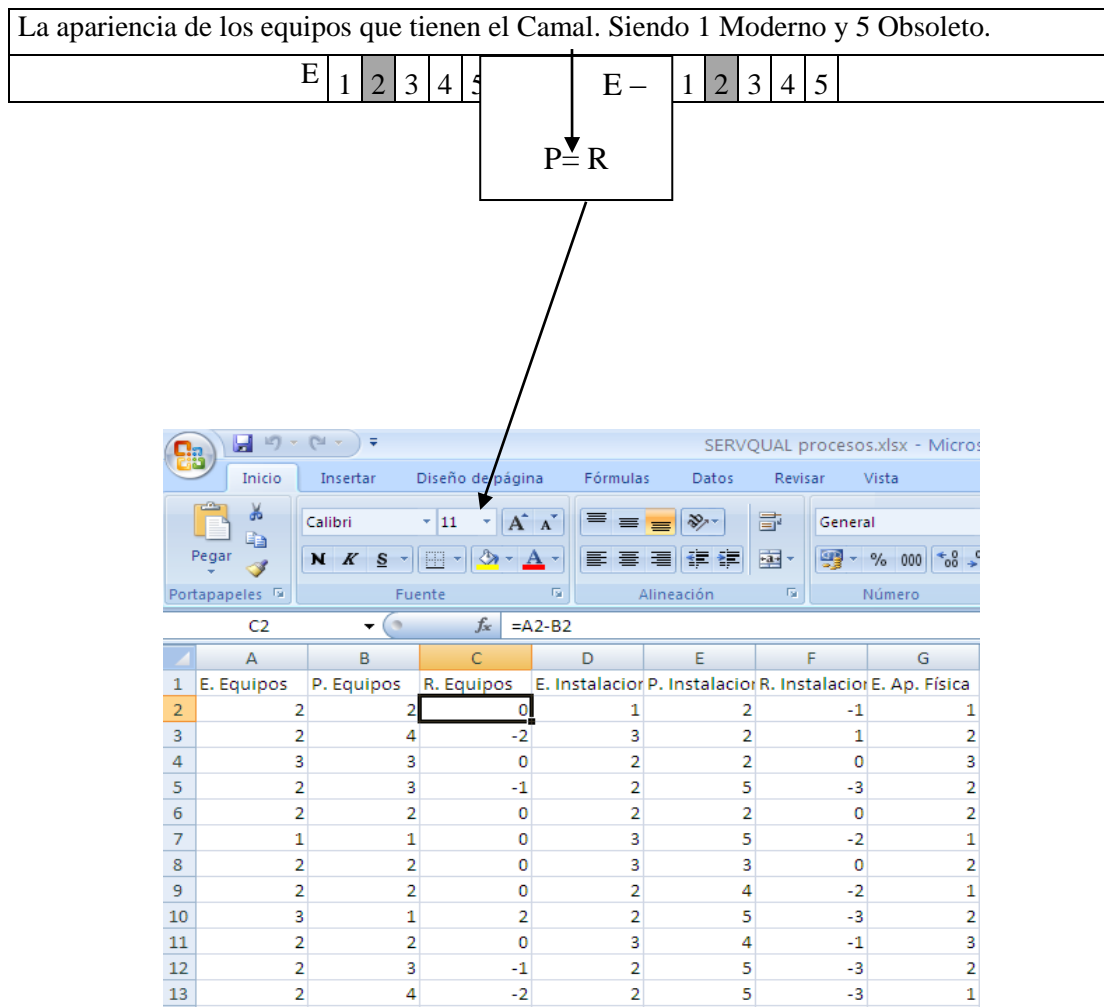 La apariencia de los equipos que tienen el Camal. Siendo 1 Moderno y 5 Obsoleto.
E 1 2 3 4 5 E – 1 2 3 4 5
P= R
SERVQUAL procesos.xlsx - Micros
Inicio Insertar Diseño de página Fórmulas Datos Revisar Vista
Calibri 11 A A General
Pegar N K S A % 000
Portapapeles Fuente Alineación Número
C2 fx =A2-B2
A B C D E F G
1 E. Equipos P. Equipos R. Equipos E. Instalacior P. Instalacior R. Instalacior E. Ap. Física
2 2 2 0 1 2 -1 1
3 2 4 -2 3 2 1 2
4 3 3 0 2 2 0 3
5 2 3 -1 2 5 -3 2
6 2 2 0 2 2 0 2
7 1 1 0 3 5 -2 1
8 2 2 0 3 3 0 2
9 2 2 0 2 4 -2 1
10 3 1 2 2 5 -3 2
11 2 2 0 3 4 -1 3
12 2 3 -1 2 5 -3 2
13 2 4 -2 2 5 -3 1